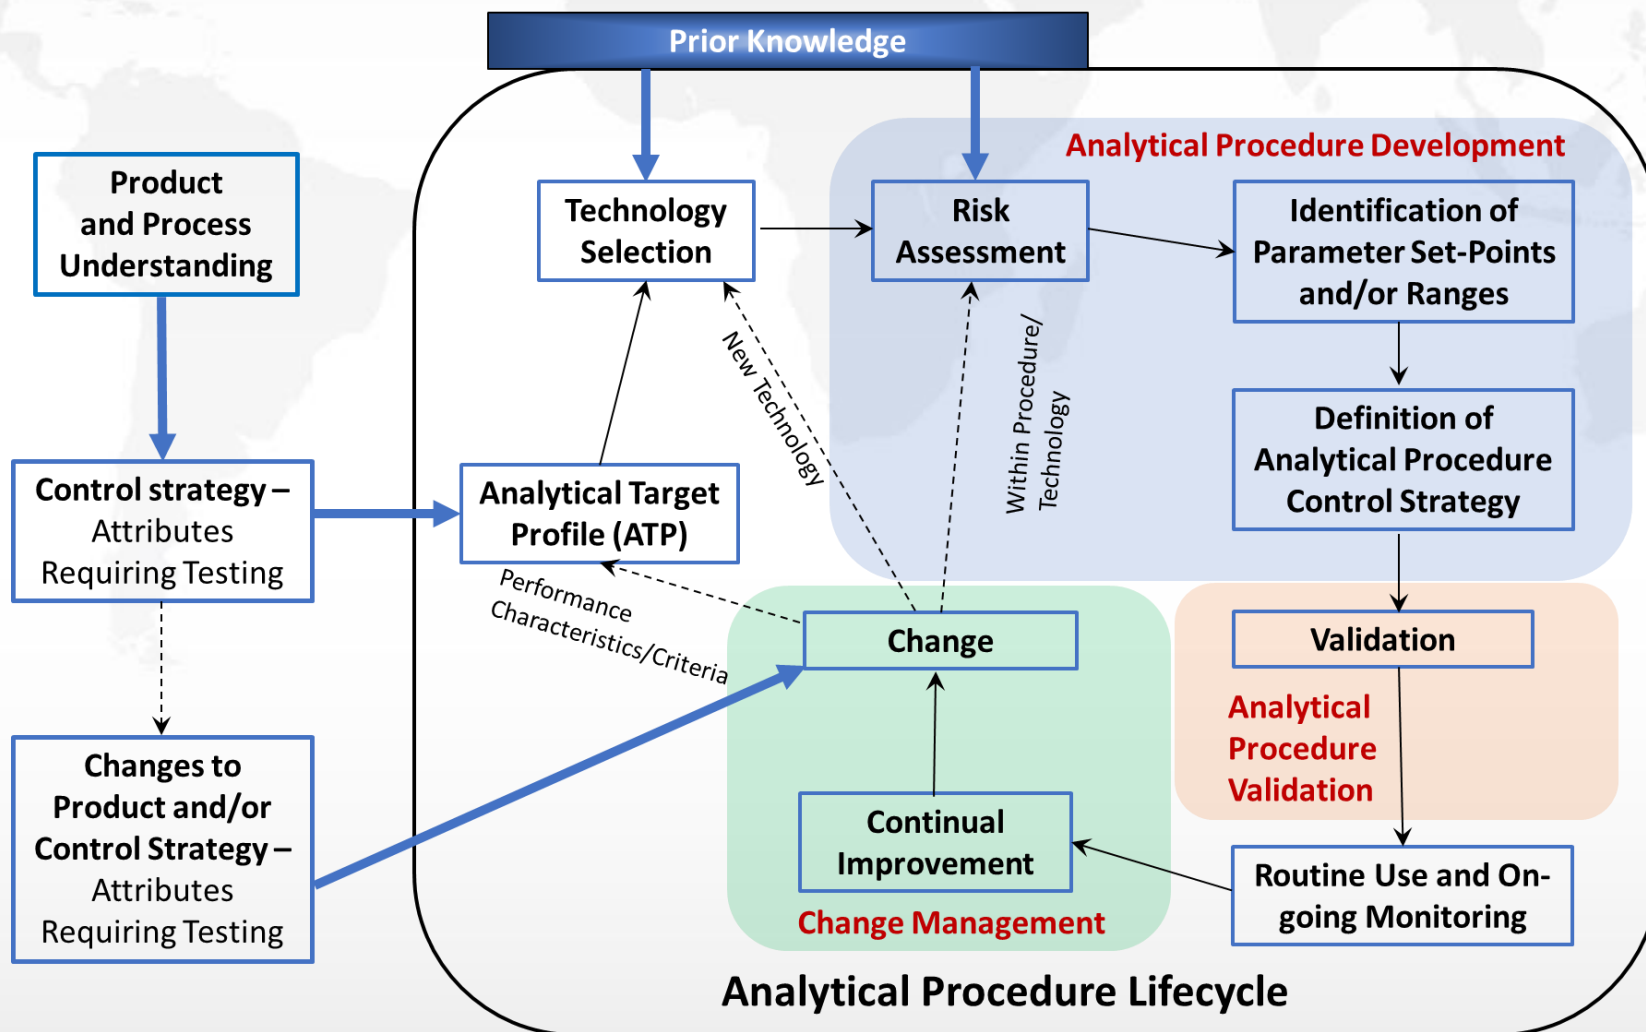 Prior Knowledge
Analytical Procedure Development
Product
and Process
Understanding
Technology
Selection
Risk
Assessment
Identification of
Parameter Set-Points
and/or Ranges
New Technology
Within Procedure/
Technology
Control strategy –
Attributes
Requiring Testing
Analytical Target
Profile (ATP)
Definition of
Analytical Procedure
Control Strategy
Performance
Characteristics/Criteria
Change
Validation
Analytical
Procedure
Validation
Changes to
Product and/or
Control Strategy –
Attributes
Requiring Testing
Continual
Improvement
Change Management
Routine Use and On-
going Monitoring
Analytical Procedure Lifecycle